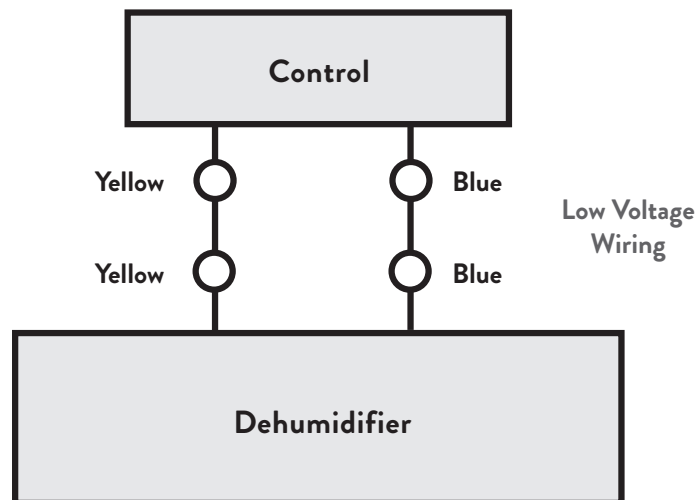 Control
Yellow
Blue
Low Voltage
Wiring
Yellow
Blue
Dehumidifier